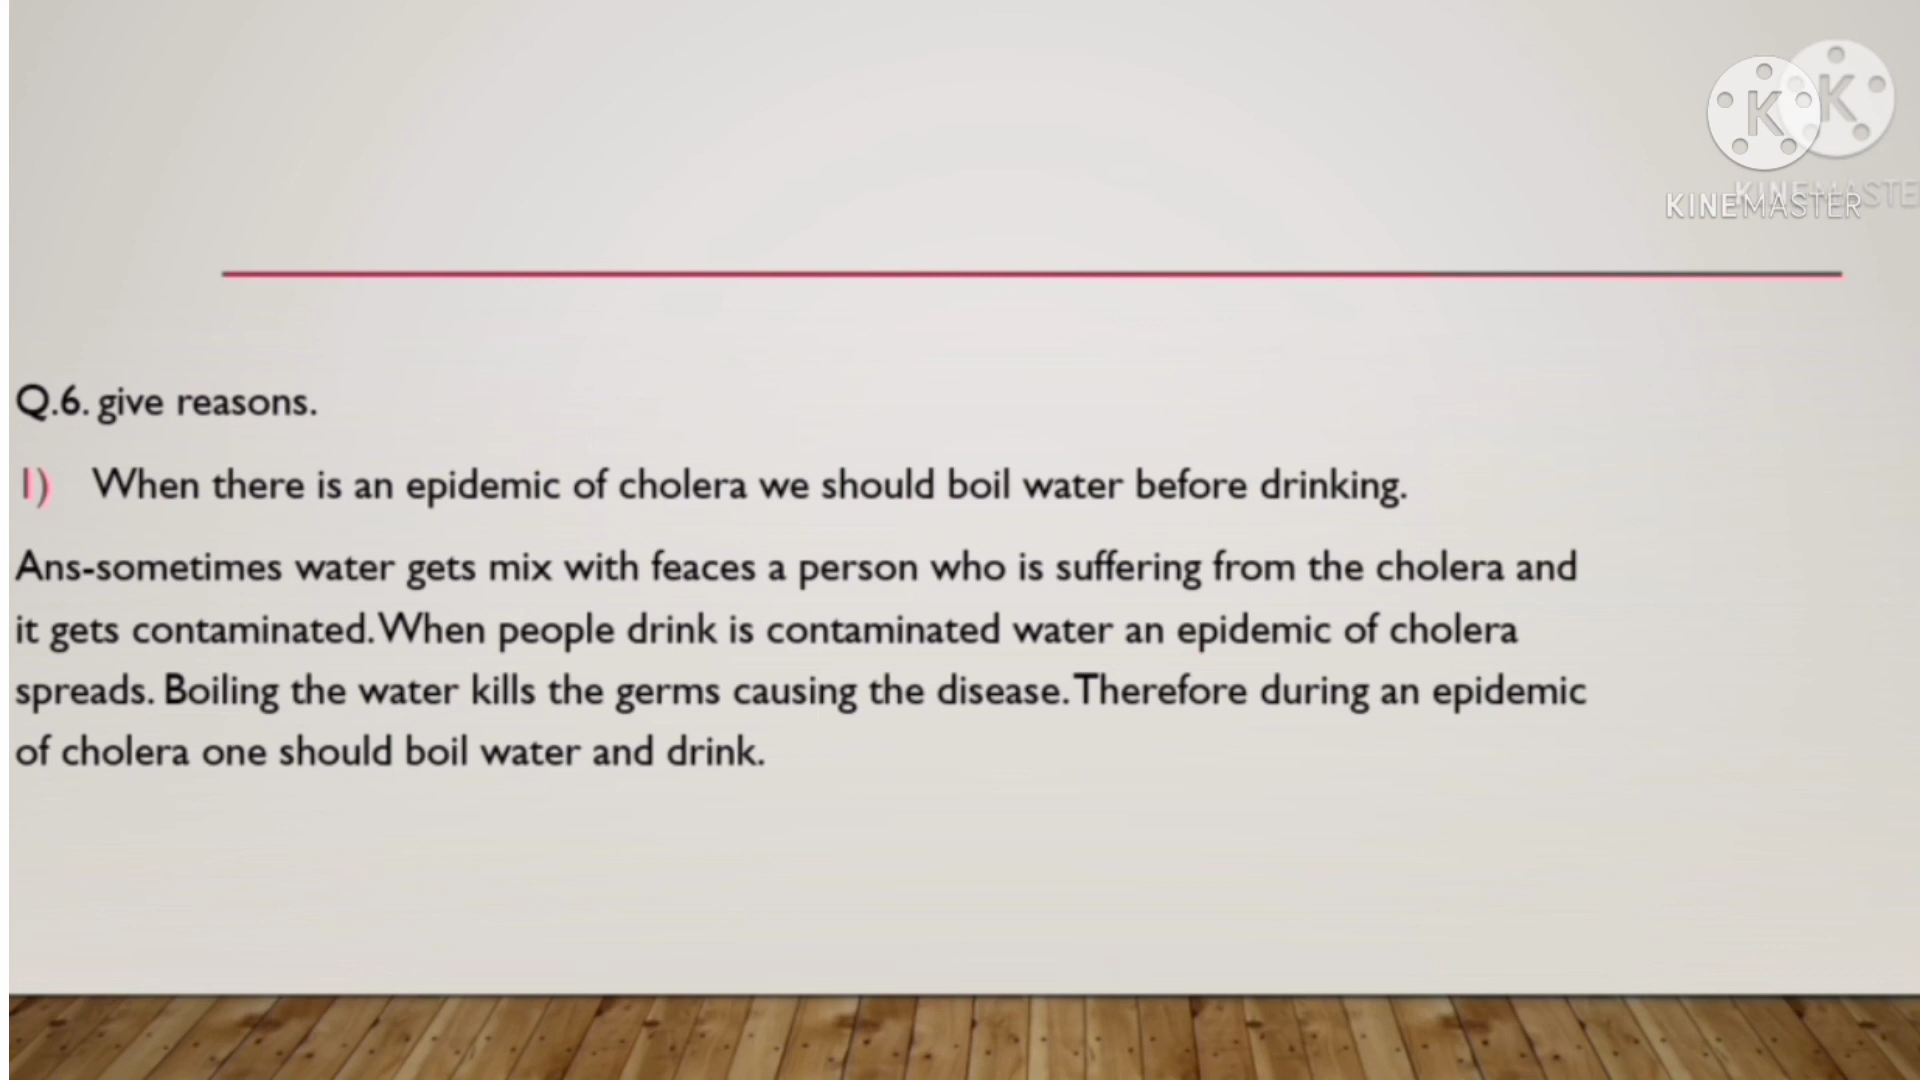 KINEMASTER
KINEMASTER
Q.6. give reasons.
1) When there is an epidemic of cholera we should boil water before drinking.
Ans-sometimes water gets mix with feaces a person who is suffering from the cholera and
it gets contaminated. When people drink is contaminated water an epidemic of cholera
spreads. Boiling the water kills the germs causing the disease. Therefore during an epidemic
of cholera one should boil water and drink.